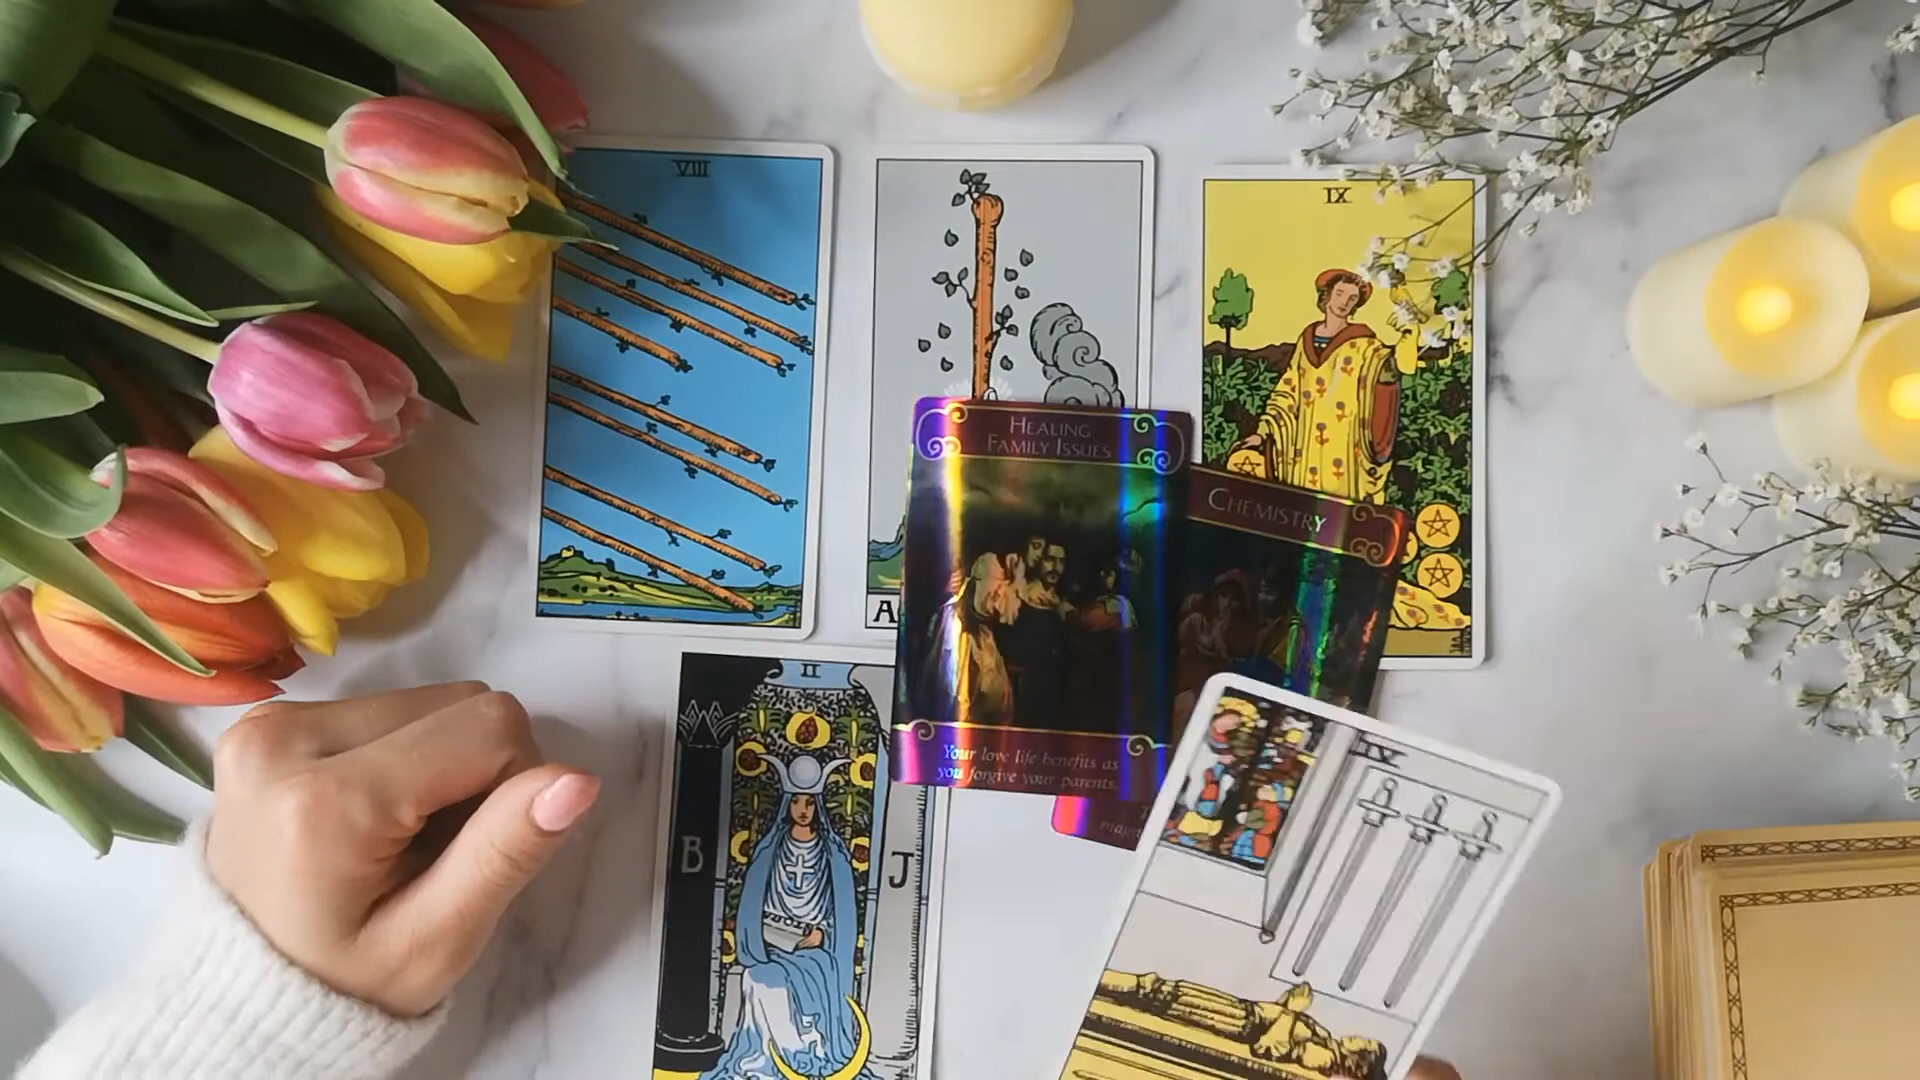 VIII
IX
A
HEALING
FAMILY ISSUES
CHEMISTRY
Your love life benefits as
you forgive your parents.
II
B
J
IV